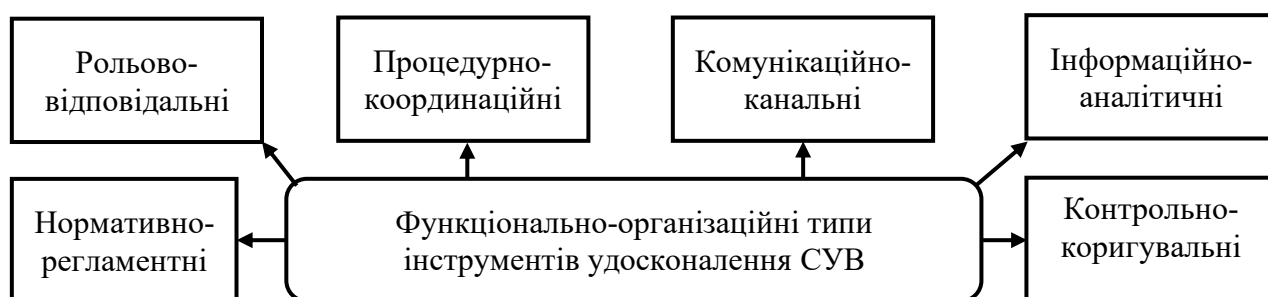 Рольово-
відповідальні
Процедурно-
координаційні
Комунікаційно-
канальні
Інформаційно-
аналітичні
Нормативно-
регламентні
Функціонально-організаційні типи
інструментів удосконалення СУВ
Контрольно-
коригувальні